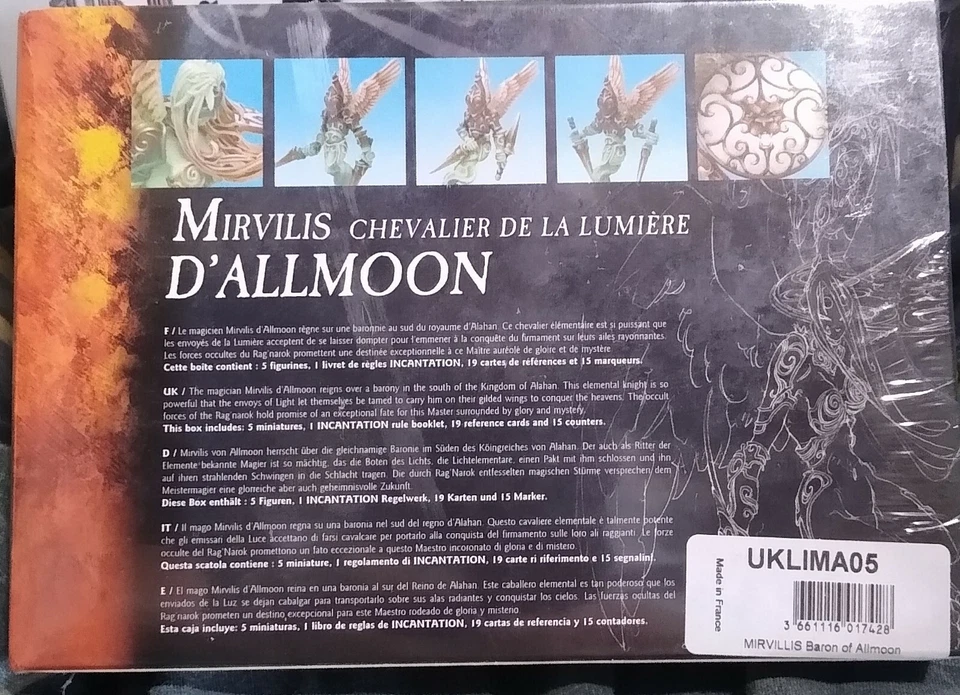 MIRVILIS CHEVALIER DE LA LUMIÈRE
D'ALLMOON
F / Le magicien Mirvilis d'Allmoon règne sur une baronnie au sud du royaume d'Alahan. Ce chevalier élémentaire est si puissant que
les envoyés de la Lumière acceptent de se laisser dompter pour l'emmener à la conquête du firmament sur leurs ailes rayonnantes.
Les forces occultes du Rag'narok promettent une destinée exceptionnelle à ce Maître auréolé de gloire et de mystère.
Cette boîte contient : 5 figurines, 1 livret de règles INCANTATION, 19 cartes de références et 15 marqueurs.
UK / The magician Mirvilis d'Allmoon reigns over a barony in the south of the Kingdom of Alahan. This elemental knight is so
powerful that the envoys of Light let themselves be tamed to carry him on their gilded wings to conquer the heavens. The occult
forces of the Rag'narok hold promise of an exceptional fate for this Master surrounded by glory and mystery.
This box includes: 5 miniatures, 1 INCANTATION rule booklet, 19 reference cards and 15 counters.
D / Mirvilis von Allmoon herrscht über die gleichnamige Baronie im Süden des Köingreiches von Alahan. Der auch als Ritter der
Elemente bekannte Magier ist so mächtig, das die Boten des Lichts, die Lichtelementare, einen Pakt mit ihm schlossen und ihn
auf ihren strahlenden Schwingen in die Schlacht tragen. Die durch Rag'Narok entfesselten magischen Stürme versprechen dem
Meistermagier eine glorreiche aber auch geheimnisvolle Zukunft.
Diese Box enthält : 5 Figuren, 1 INCANTATION Regelwerk, 19 Karten und 15 Marker.
IT / Il mago Mirvilis d'Allmoon regna su una baronia nel sud del regno d'Alahan. Questo cavaliere elementale è talmente potente
che gli emissari della Luce accettano di farsi cavalcare per portarlo alla conquista del firmamento sulle loro ali raggianti. Le forze
occulte del Rag'Narok promettono un fato eccezionale a questo Maestro incoronato di gloria e di mistero.
Questa scatola contiene : 5 miniature, 1 regolamento di INCANTATION, 19 carte ri riferimento e 15 segnalini.
E / El mago Mirvilis d'Allmoon reina en una baronia al sur del Reino de Alahan. Este caballero elemental es tan poderoso que los
enviados de la Luz se dejan cabalgar para transportarlo sobre sus alas radiantes y conquistar los cielos. Las fuerzas ocultas del
Rag'narok prometen un destino excepcional para este Maestro rodeado de gloria y misterio.
Esta caja incluye: 5 miniaturas, 1 libro de reglas de INCANTATION, 19 cartas de referencia y 15 contadores.
UKLIMA05
Made in France
3 661116 017428
MIRVILLIS Baron of Allmoon